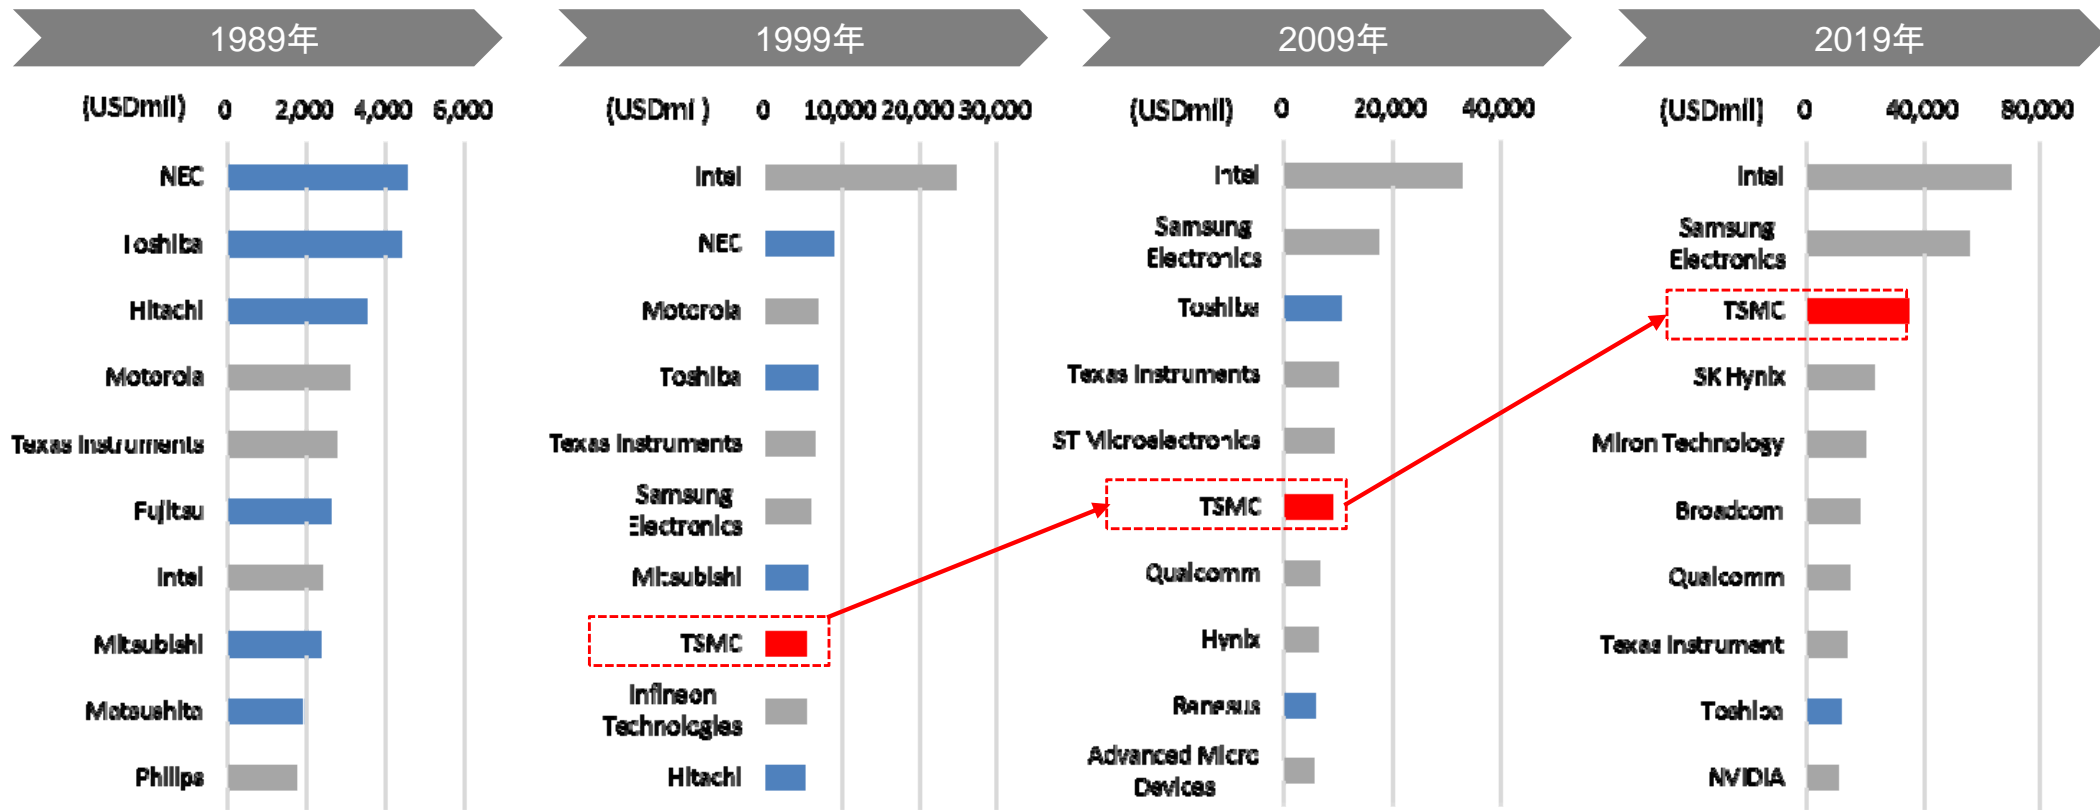 1989年
(USDmil) 0 2,000 4,000 6,000
NEC
Toshiba
Hitachi
Motorola
Texas Instruments
Fujitsu
Intel
Mitsubishi
Matsushita
Philips
1999年
(USDmil) 0 10,000 20,000 30,000
Intel
NEC
Motorola
Toshiba
Texas Instruments
Samsung
Electronics
Mitsubishi
TSMC
Infineon
Technologies
Hitachi
2009年
(USDmil) 0 20,000 40,000
Intel
Samsung
Electronics
Toshiba
Texas Instruments
ST Microelectronics
TSMC
Qualcomm
Hynix
Renesus
Advanced Micro
Devices
2019年
(USDmil) 0 40,000 80,000
Intel
Samsung
Electronics
TSMC
SK Hynix
Miron Technology
Broadcom
Qualcomm
Texas Instrument
Toshiba
NVIDIA